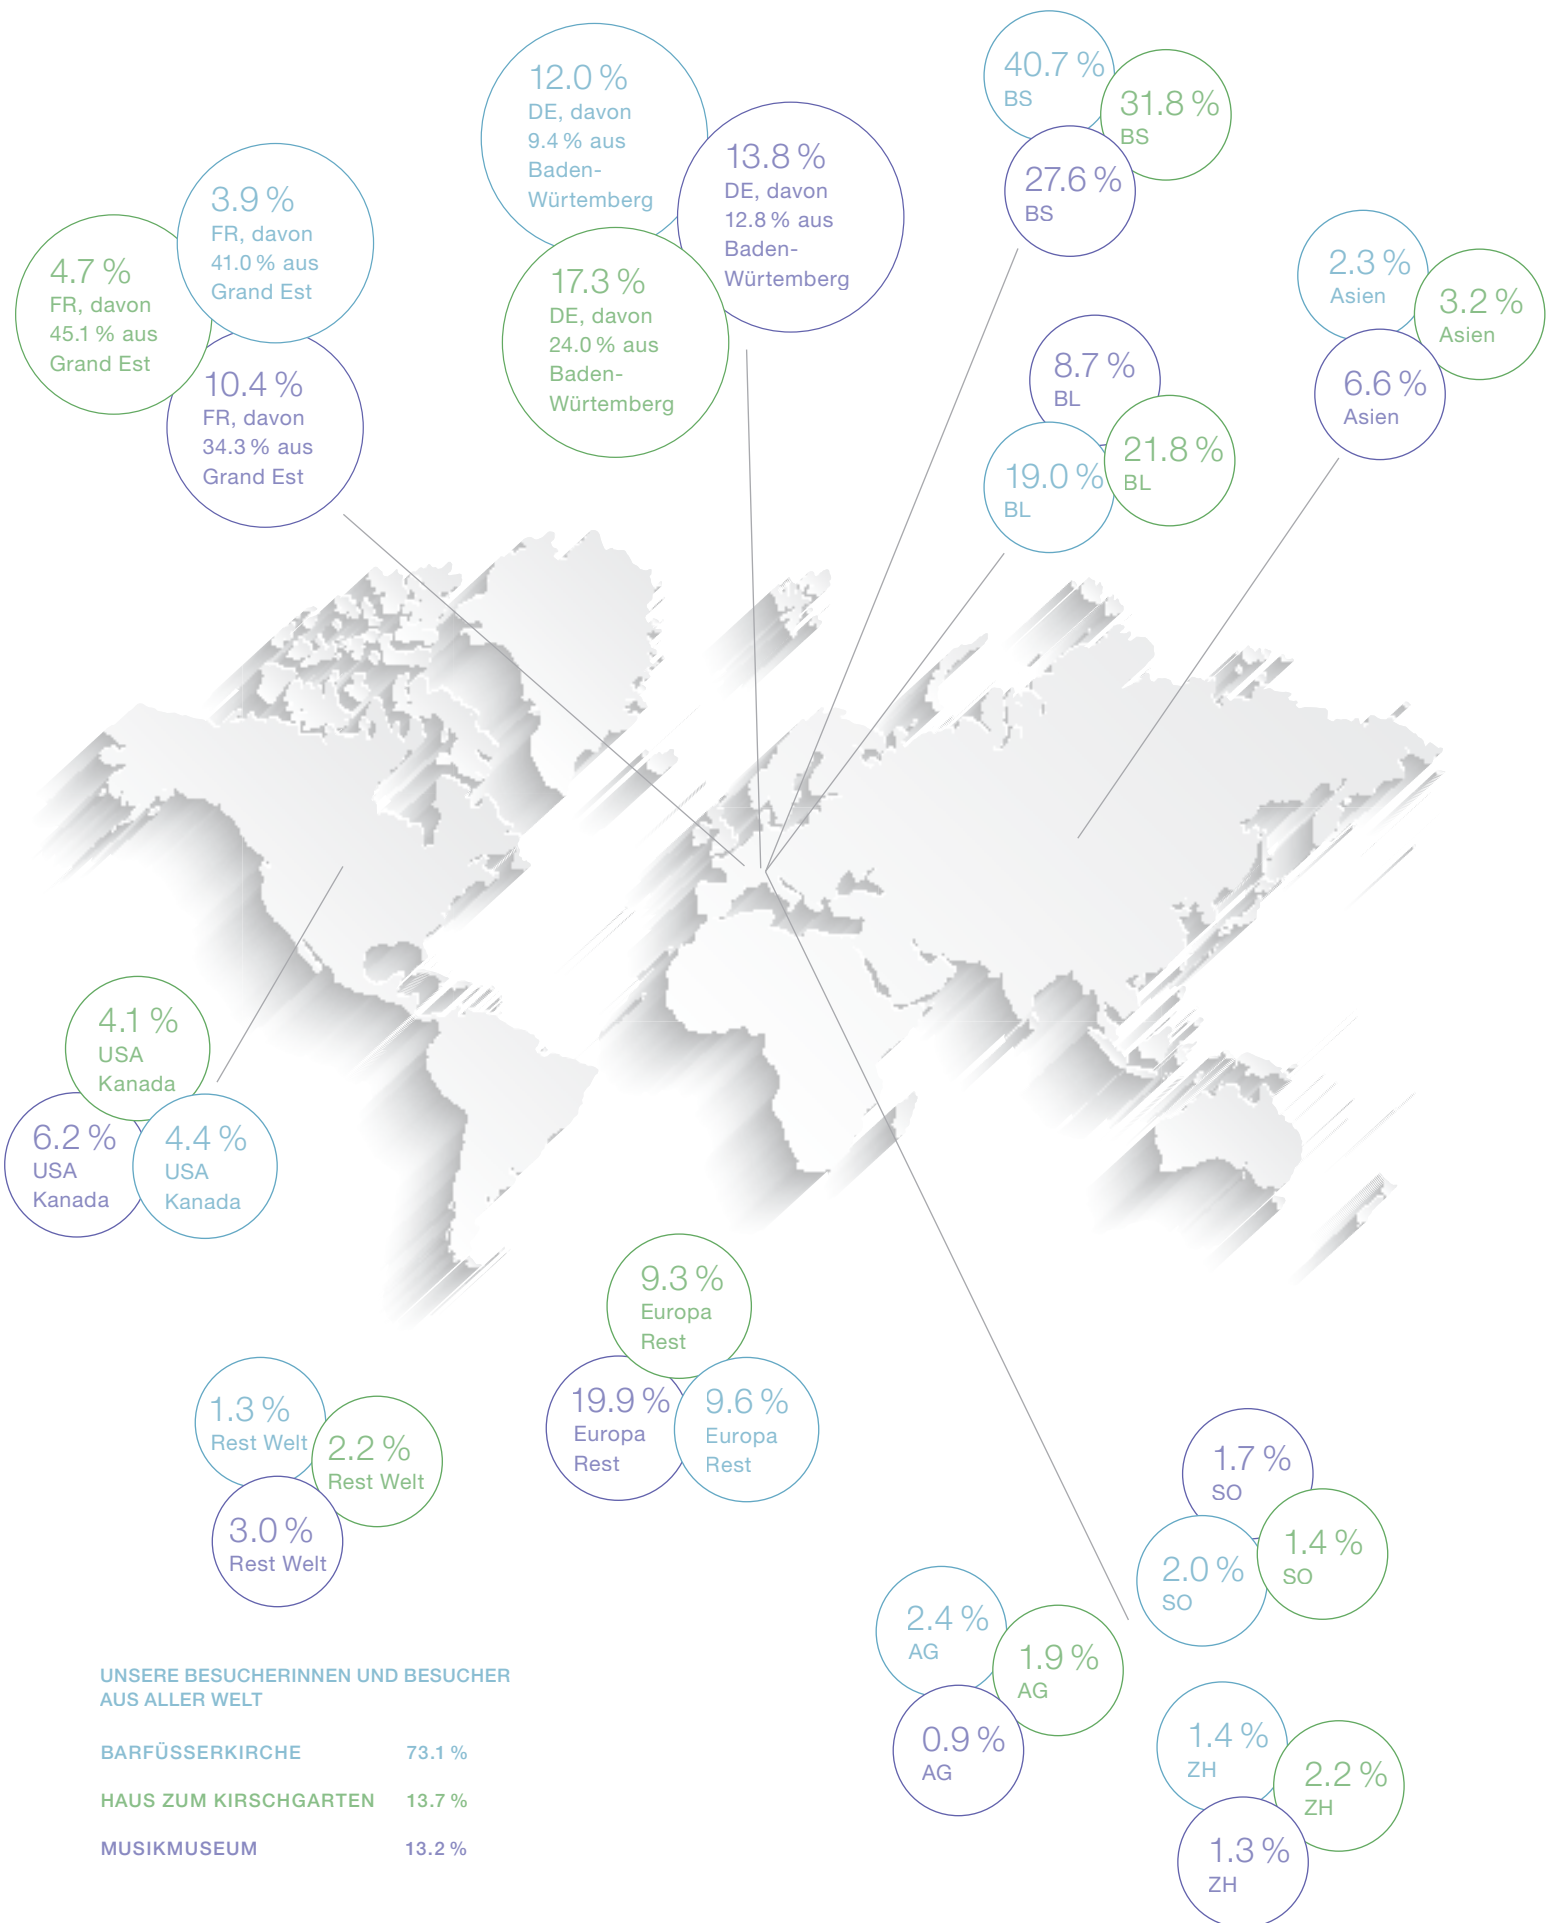 12.0 %
DE, davon
9.4 % aus
Baden-
Würtemberg
13.8 %
DE, davon
12.8 % aus
Baden-
Würtemberg
17.3 %
DE, davon
24.0 % aus
Baden-
Würtemberg
40.7 %
BS
31.8 %
BS
27.6 %
BS
3.9 %
FR, davon
41.0 % aus
Grand Est
4.7 %
FR, davon
45.1 % aus
Grand Est
10.4 %
FR, davon
34.3 % aus
Grand Est
2.3 %
Asien
3.2 %
Asien
6.6 %
Asien
8.7 %
BL
21.8 %
BL
19.0 %
BL
4.1 %
USA
Kanada
6.2 %
USA
Kanada
4.4 %
USA
Kanada
9.3 %
Europa
Rest
19.9 %
Europa
Rest
9.6 %
Europa
Rest
1.3 %
Rest Welt
2.2 %
Rest Welt
3.0 %
Rest Welt
1.7 %
SO
1.4 %
SO
2.0 %
SO
2.4 %
AG
1.9 %
AG
0.9 %
AG
1.4 %
ZH
2.2 %
ZH
1.3 %
ZH
UNSERE BESUCHERINNEN UND BESUCHER
AUS ALLER WELT
BARFÜSSERKIRCHE 73.1 %
HAUS ZUM KIRSCHGARTEN 13.7 %
MUSIKMUSEUM 13.2 %